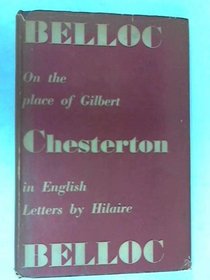 BELLOC
On the
place of Gilbert
Chesterton
in English
Letters by Hilaire
BELLOC